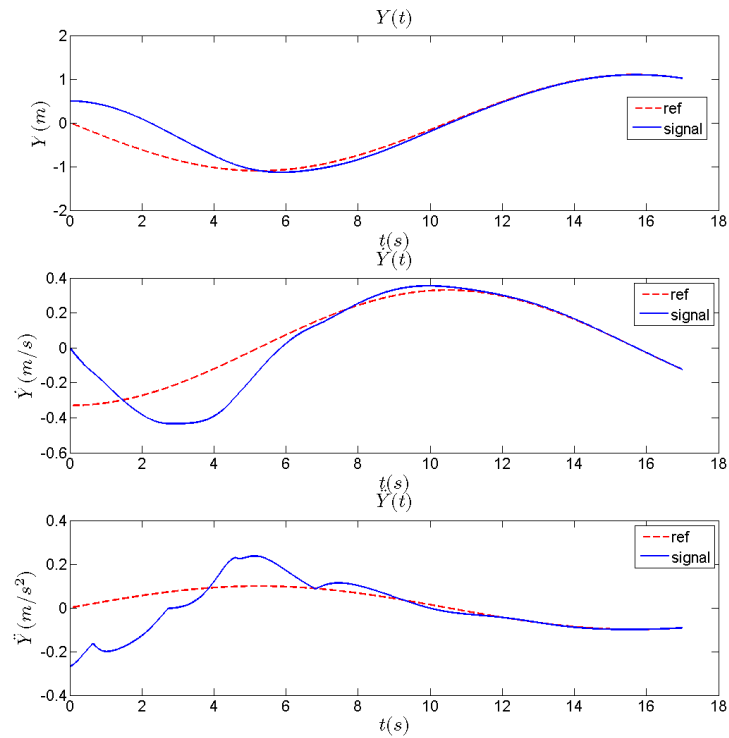 Y(t)
2
1
0
-1
-2
Y (m)
ref
signal
0 2 4 6 8 10 12 14 16 18
t(s)
Ẏ(t)
0.4
0.2
0
-0.2
-0.4
-0.6
Ẏ (m/s)
ref
signal
0 2 4 6 8 10 12 14 16 18
t(s)
Ÿ(t)
0.4
0.2
0
-0.2
-0.4
Ÿ (m/s²)
ref
signal
0 2 4 6 8 10 12 14 16 18
t(s)